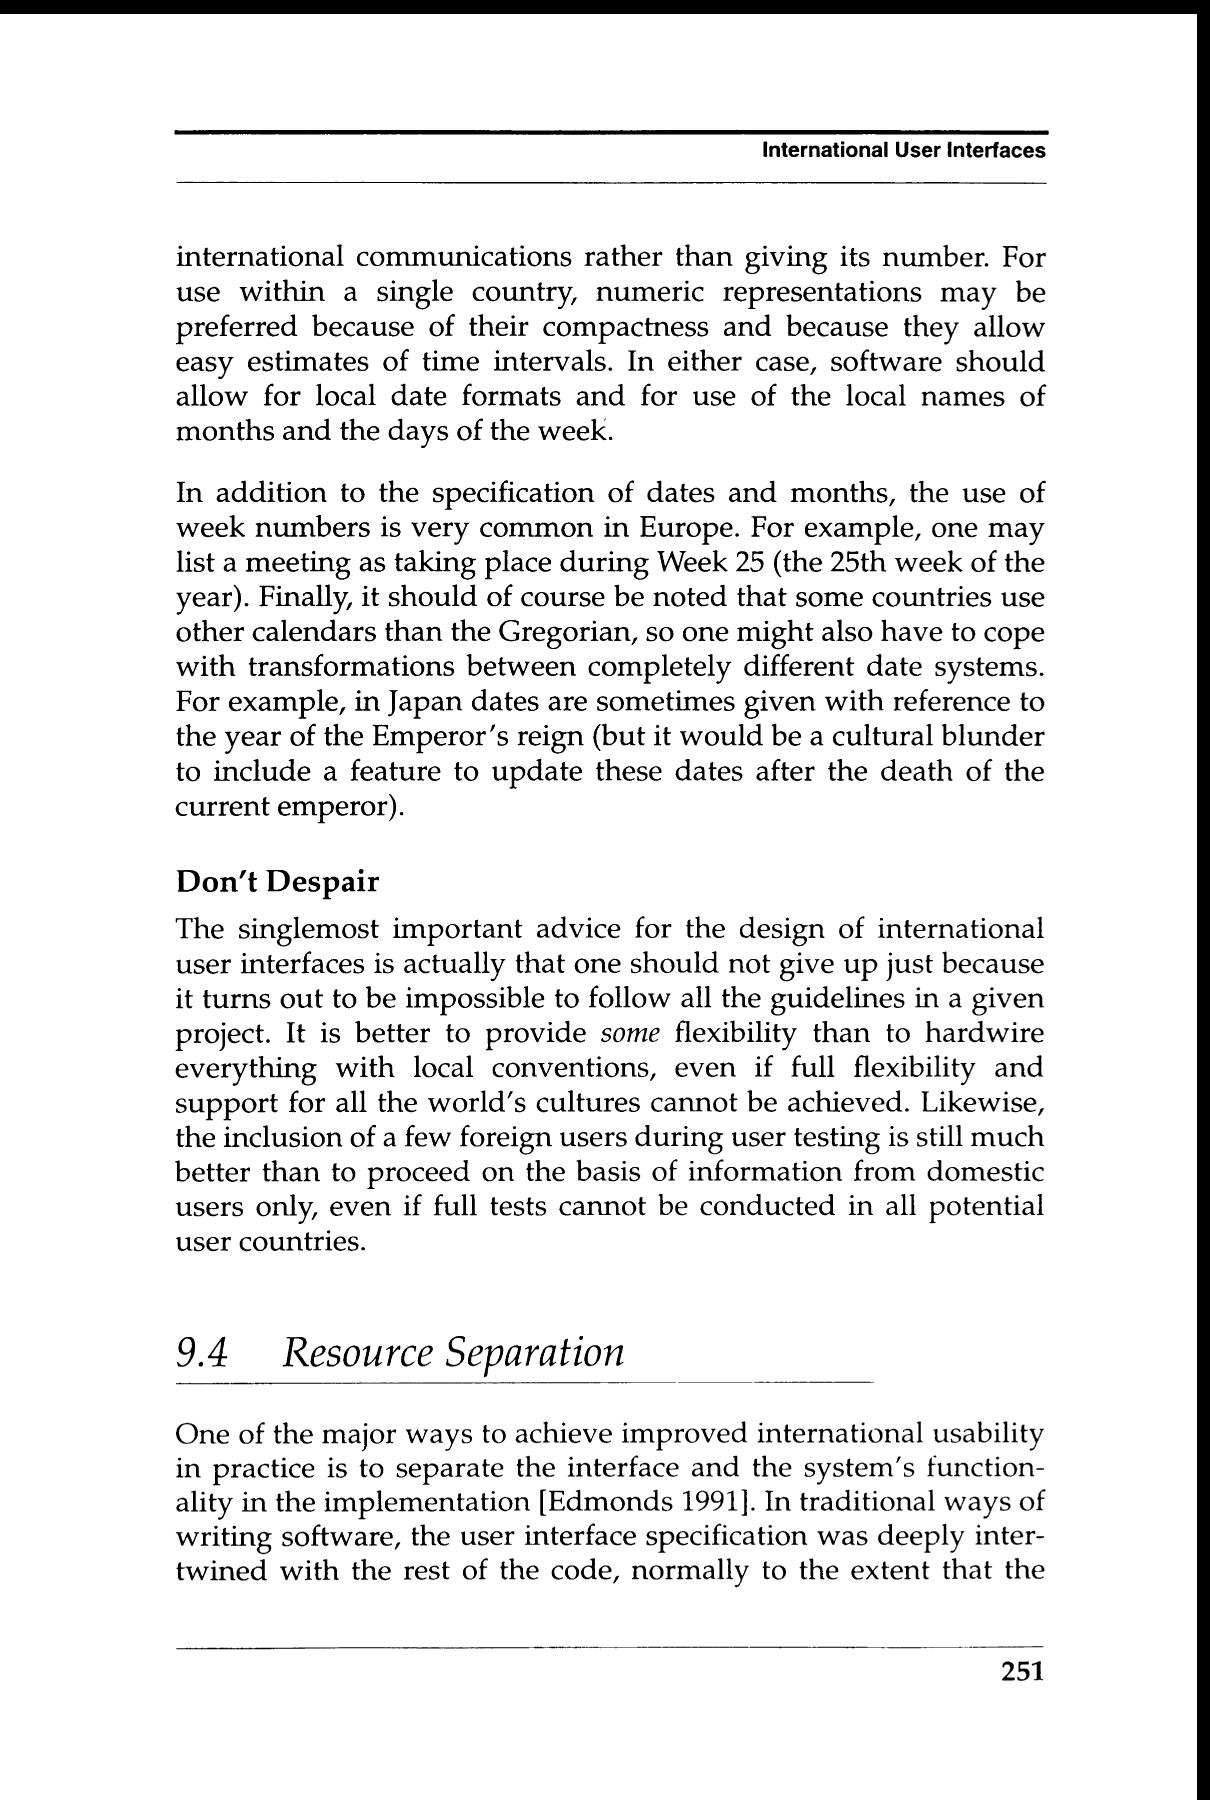 International User Interfaces
international communications rather than giving its number. For
use within a single country, numeric representations may be
preferred because of their compactness and because they allow
easy estimates of time intervals. In either case, software should
allow for local date formats and for use of the local names of
months and the days of the week.
In addition to the specification of dates and months, the use of
week numbers is very common in Europe. For example, one may
list a meeting as taking place during Week 25 (the 25th week of the
year). Finally, it should of course be noted that some countries use
other calendars than the Gregorian, so one might also have to cope
with transformations between completely different date systems.
For example, in Japan dates are sometimes given with reference to
the year of the Emperor's reign (but it would be a cultural blunder
to include a feature to update these dates after the death of the
current emperor).
Don't Despair
The singlemost important advice for the design of international
user interfaces is actually that one should not give up just because
it turns out to be impossible to follow all the guidelines in a given
project. It is better to provide some flexibility than to hardwire
everything with local conventions, even if full flexibility and
support for all the world's cultures cannot be achieved. Likewise,
the inclusion of a few foreign users during user testing is still much
better than to proceed on the basis of information from domestic
users only, even if full tests cannot be conducted in all potential
user countries.
9.4 Resource Separation
One of the major ways to achieve improved international usability
in practice is to separate the interface and the system's function-
ality in the implementation [Edmonds 1991]. In traditional ways of
writing software, the user interface specification was deeply inter-
twined with the rest of the code, normally to the extent that the
251